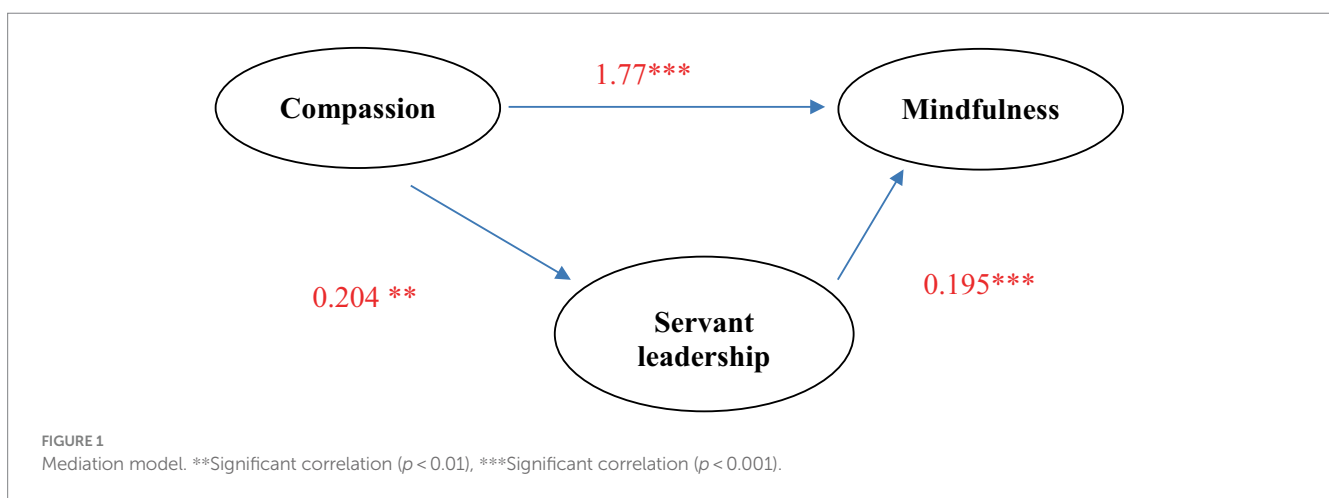 1.77***
Compassion
Mindfulness
0.204 **
0.195***
Servant
leadership
FIGURE 1
Mediation model. **Significant correlation (p < 0.01), ***Significant correlation (p < 0.001).